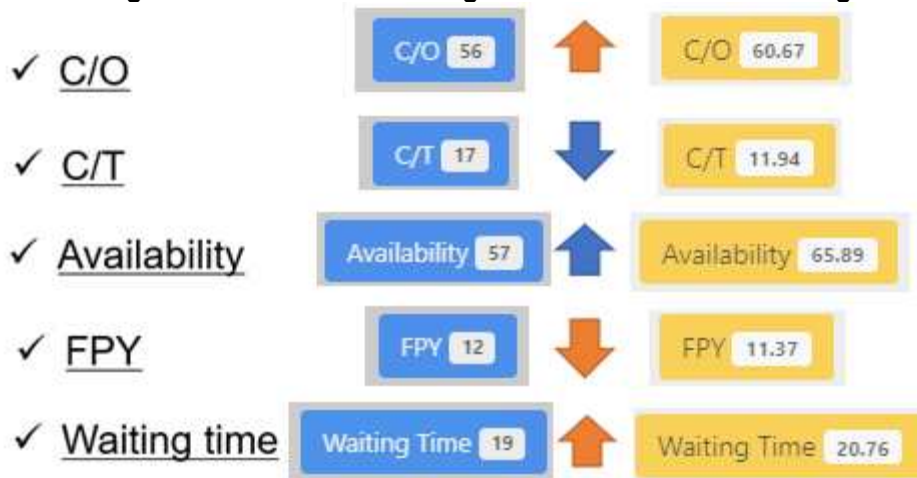 ✓ C/O C/O 56 C/O 60.67
✓ C/T C/T 17 C/T 11.94
✓ Availability Availability 57 Availability 65.89
✓ FPY FPY 12 FPY 11.37
✓ Waiting time Waiting Time 19 Waiting Time 20.76